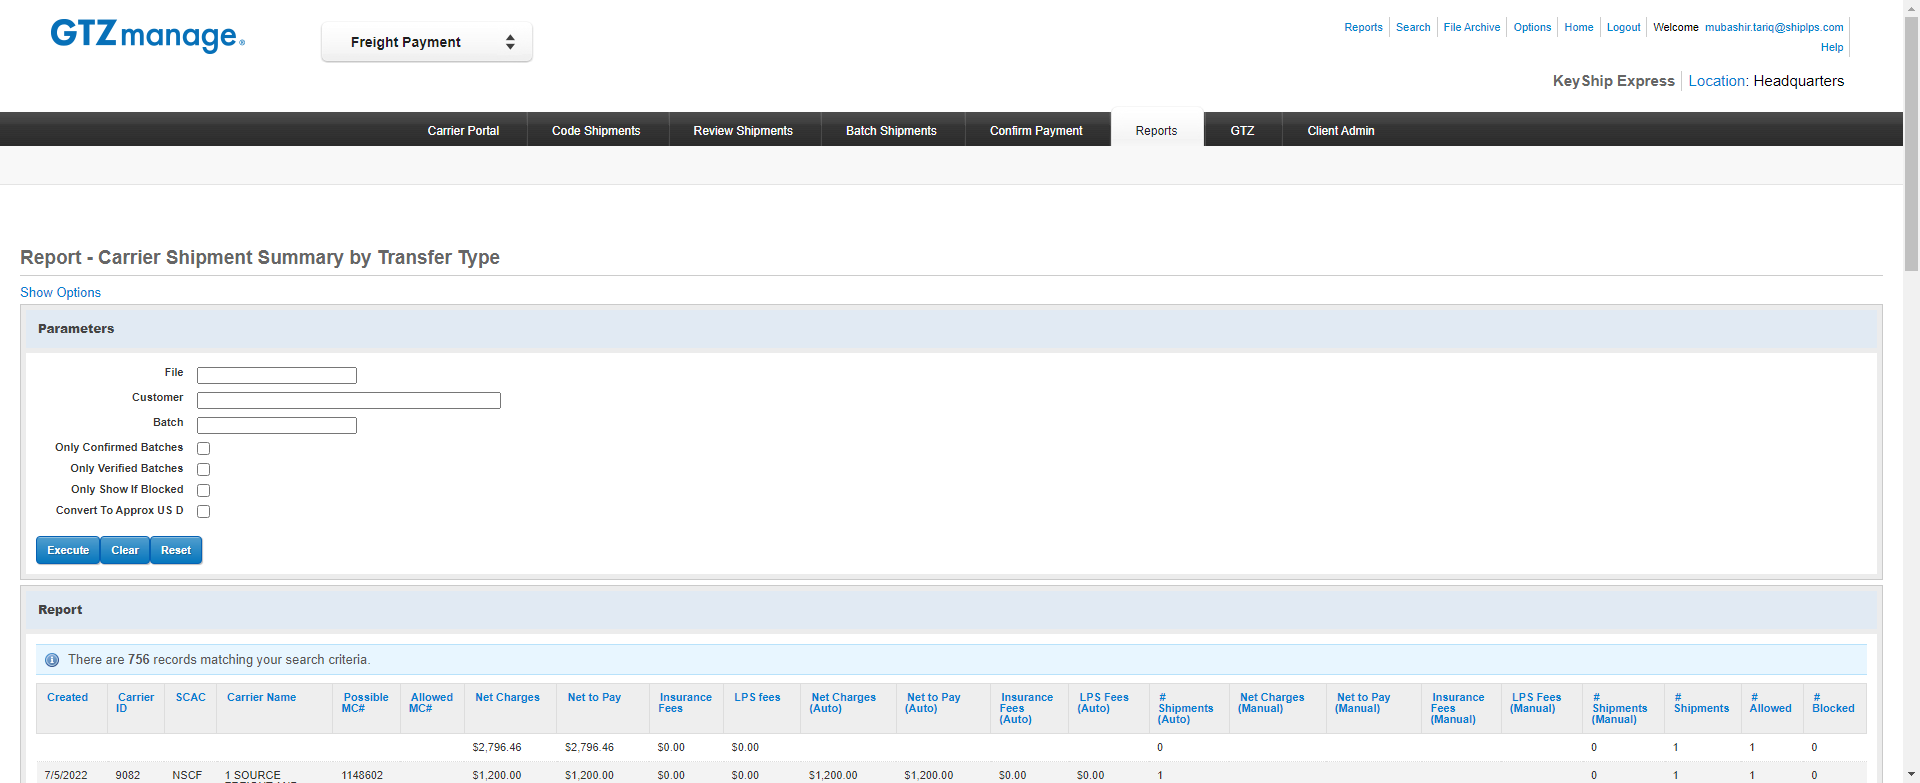 GTZmanage®
Freight Payment
Reports Search File Archive Options Home Logout Welcome mubashir.tariq@shiplps.com
Help
KeyShip Express Location: Headquarters
Carrier Portal Code Shipments Review Shipments Batch Shipments Confirm Payment Reports GTZ Client Admin
Report - Carrier Shipment Summary by Transfer Type
Show Options
Parameters
File
Customer
Batch
Only Confirmed Batches
Only Verified Batches
Only Show If Blocked
Convert To Approx US D
Execute Clear Reset
Report
There are 756 records matching your search criteria.
Created Carrier ID SCAC Carrier Name Possible MC# Allowed MC# Net Charges Net to Pay Insurance Fees LPS fees Net Charges (Auto) Net to Pay (Auto) Insurance Fees (Auto) LPS Fees (Auto) # Shipments (Auto) Net Charges (Manual) Net to Pay (Manual) Insurance Fees (Manual) LPS Fees (Manual) # Shipments (Manual) # Shipments # Allowed # Blocked
$2,796.46 $2,796.46 $0.00 $0.00 0 0 1 1 0
7/5/2022 9082 NSCF 1 SOURCE 1148602 $1,200.00 $1,200.00 $0.00 $0.00 $1,200.00 $1,200.00 $0.00 $0.00 1 0 1 1 0